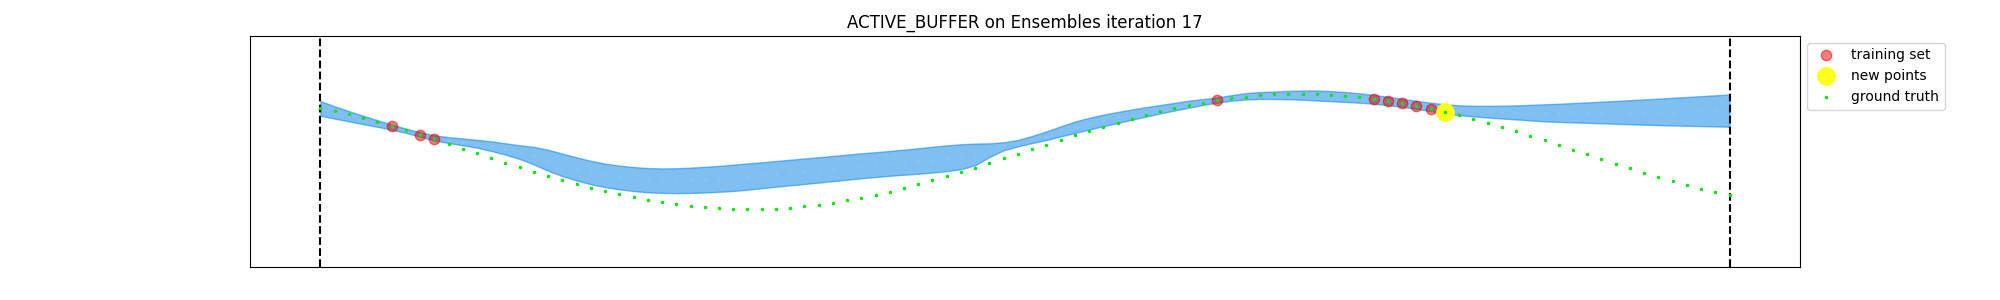 ACTIVE_BUFFER on Ensembles iteration 17
training set
new points
ground truth